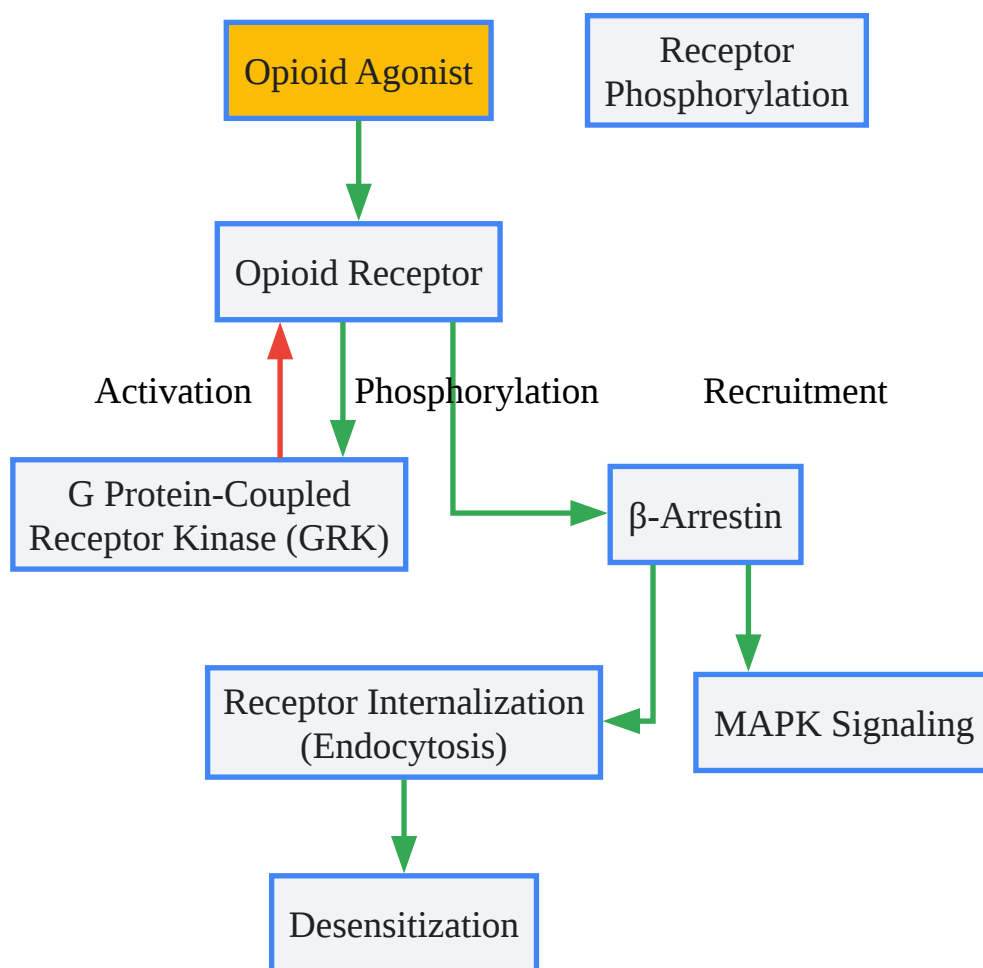 Opioid Agonist
Receptor
Phosphorylation
Opioid Receptor
Activation
Phosphorylation
Recruitment
G Protein-Coupled
Receptor Kinase (GRK)
β-Arrestin
Receptor Internalization
(Endocytosis)
MAPK Signaling
Desensitization